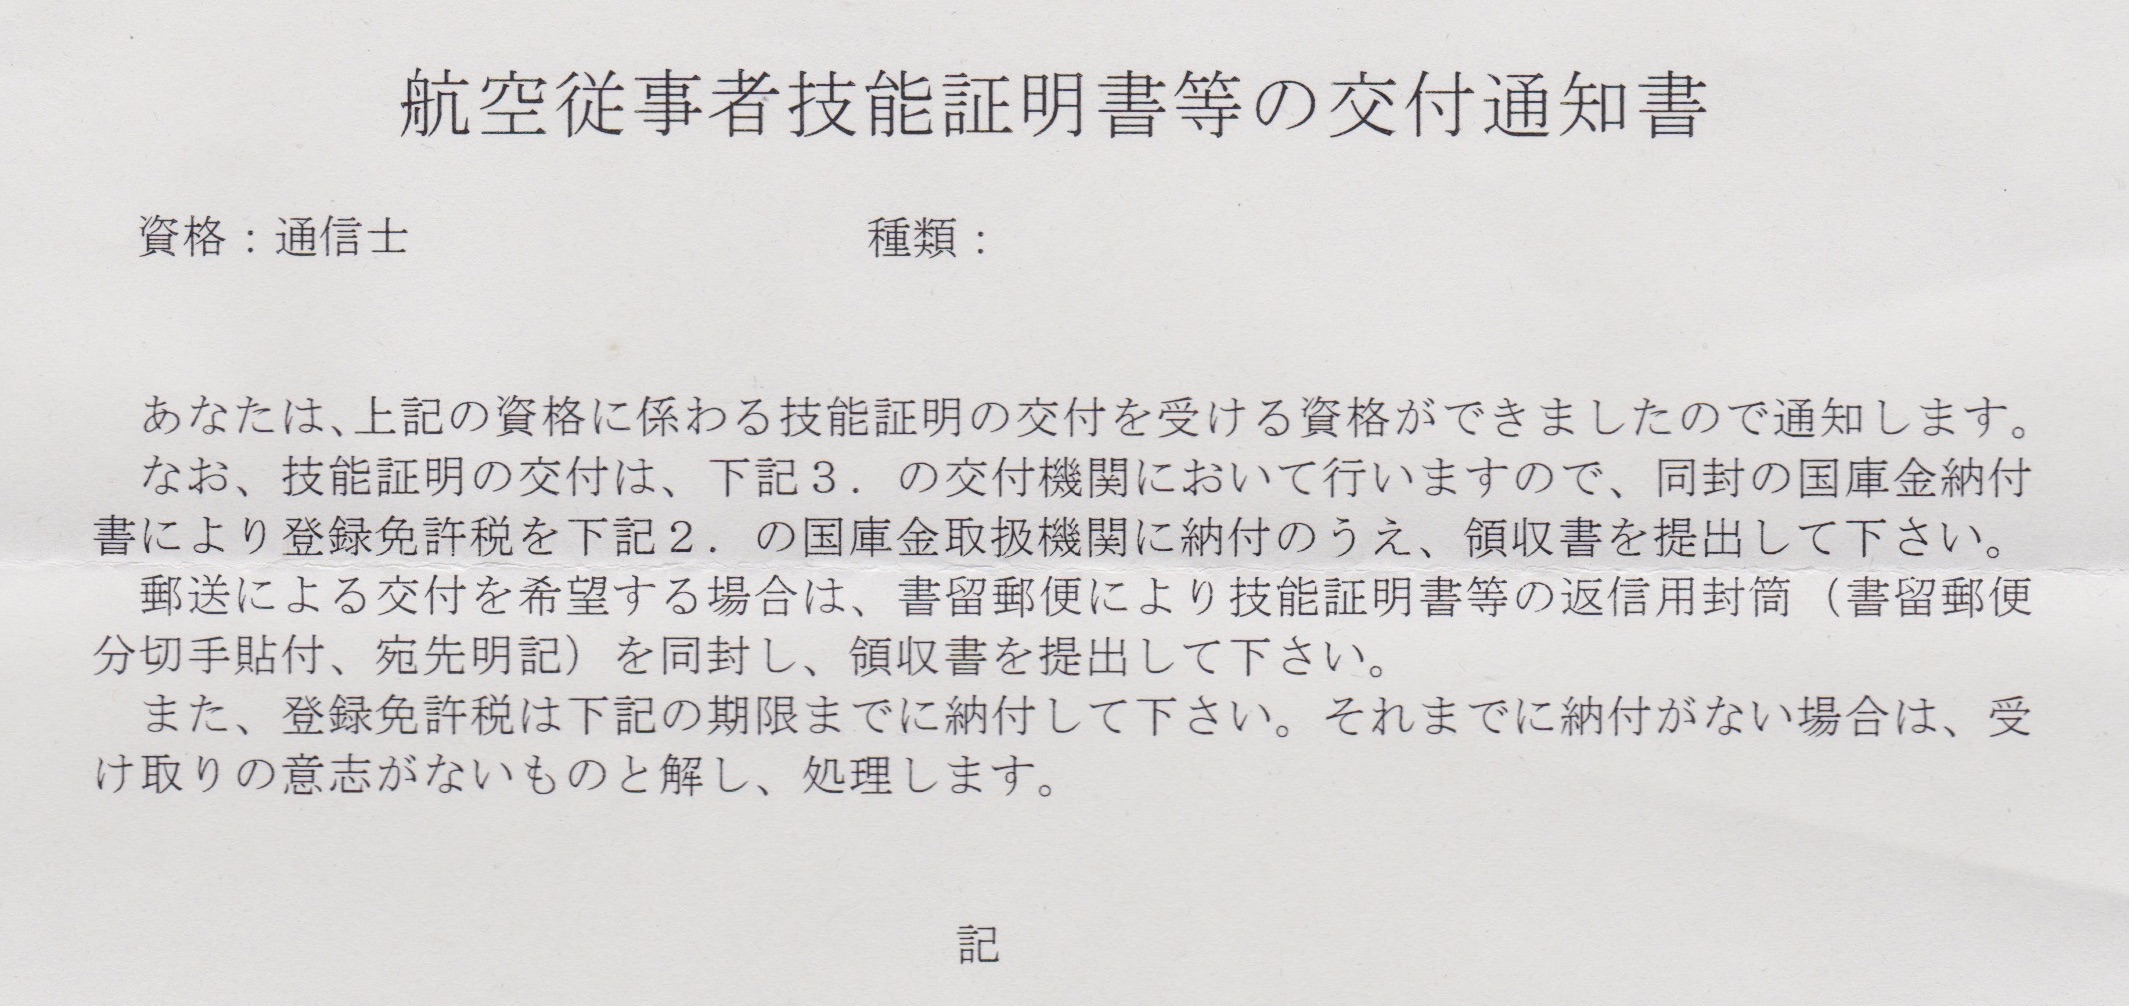 航空従事者技能証明書等の交付通知書
資格：通信士　種類：
あなたは、上記の資格に係わる技能証明の交付を受ける資格ができましたので通知します。
なお、技能証明の交付は、下記３．の交付機関において行いますので、同封の国庫金納付
書により登録免許税を下記２．の国庫金取扱機関に納付のうえ、領収書を提出して下さい。
郵送による交付を希望する場合は、書留郵便により技能証明書等の返信用封筒（書留郵便
分切手貼付、宛先明記）を同封し、領収書を提出して下さい。
また、登録免許税は下記の期限までに納付して下さい。それまでに納付がない場合は、受
け取りの意志がないものと解し、処理します。
記